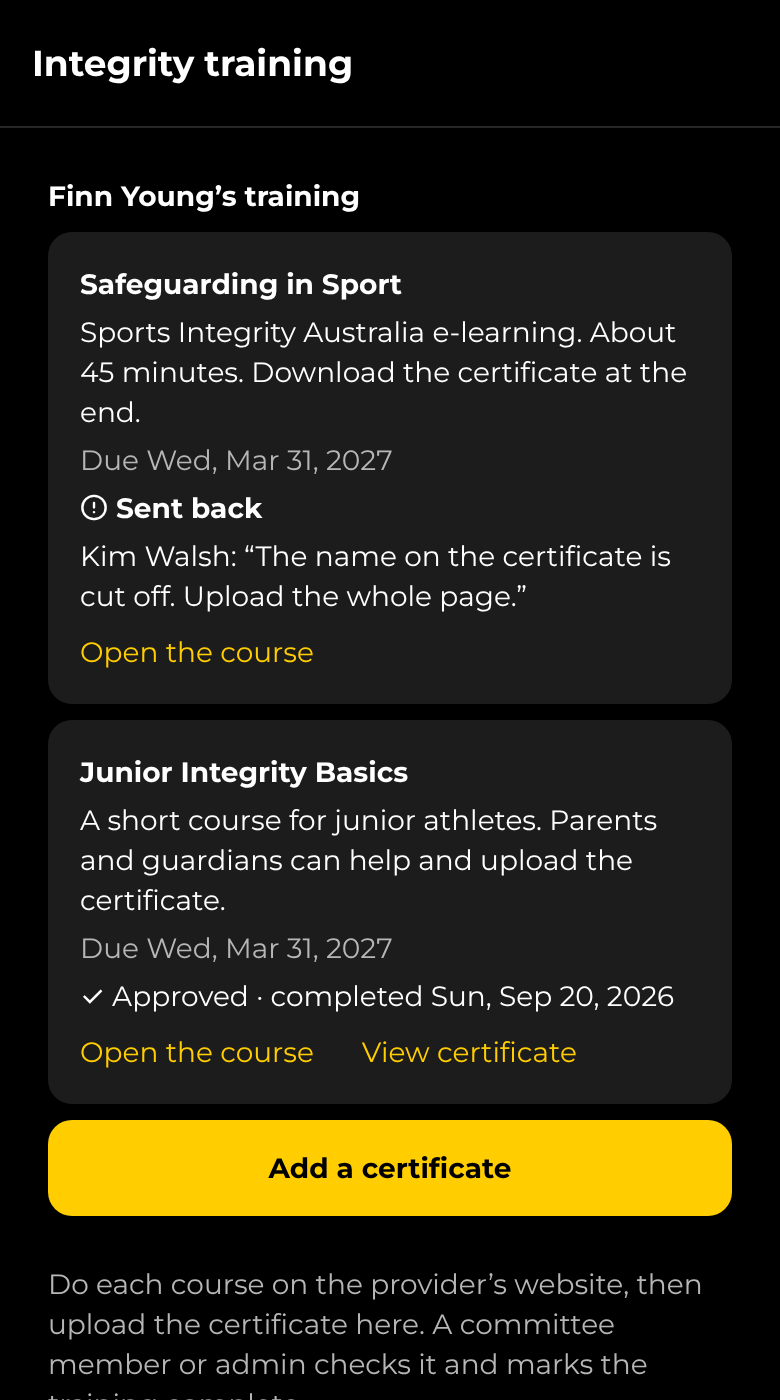 Integrity training
Finn Young’s training
Safeguarding in Sport
Sports Integrity Australia e-learning. About
45 minutes. Download the certificate at the
end.
Due Wed, Mar 31, 2027
Sent back
Kim Walsh: “The name on the certificate is
cut off. Upload the whole page.”
Open the course
Junior Integrity Basics
A short course for junior athletes. Parents
and guardians can help and upload the
certificate.
Due Wed, Mar 31, 2027
Approved · completed Sun, Sep 20, 2026
Open the course View certificate
Add a certificate
Do each course on the provider’s website, then
upload the certificate here. A committee
member or admin checks it and marks the